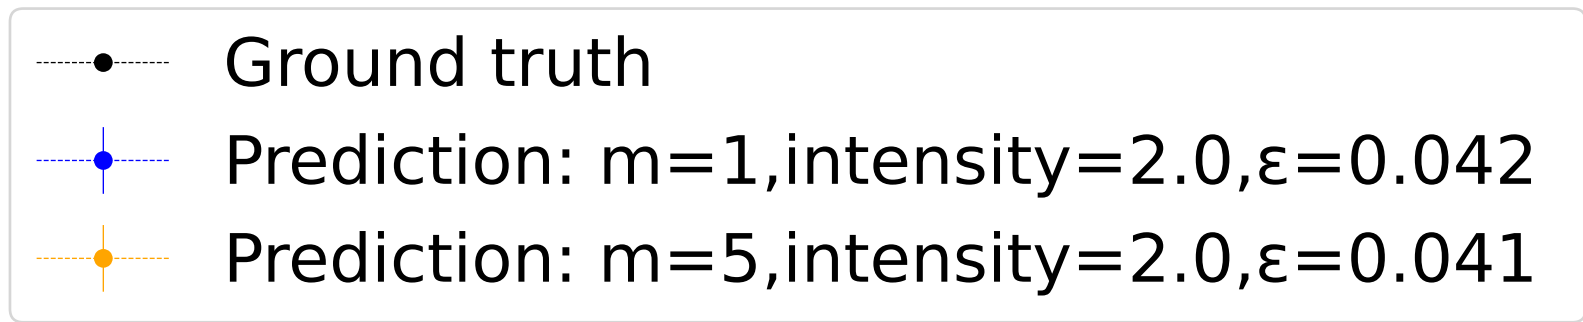 Ground truth
Prediction: m=1,intensity=2.0,ε=0.042
Prediction: m=5,intensity=2.0,ε=0.041